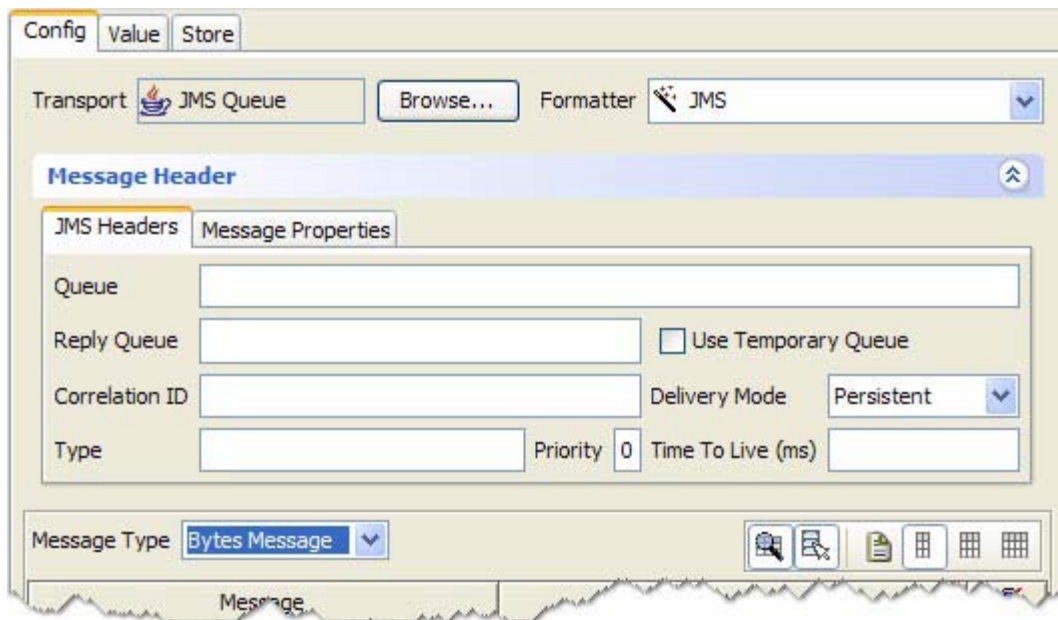 Config Value Store
Transport JMS Queue Browse... Formatter JMS
Message Header
JMS Headers Message Properties
Queue
Reply Queue Use Temporary Queue
Correlation ID Delivery Mode Persistent
Type Priority 0 Time To Live (ms)
Message Type Bytes Message
Message